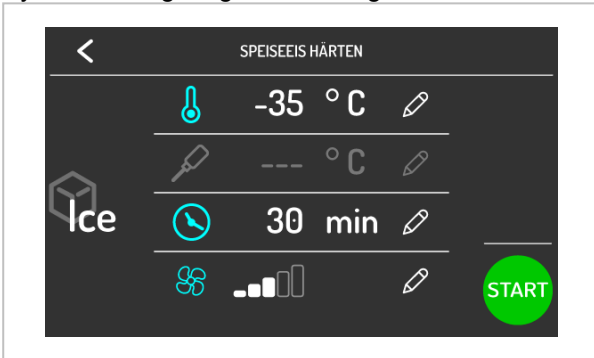 SPEISEEIS HÄRTEN
-35 °C
--- °C
Ice
30 min
START